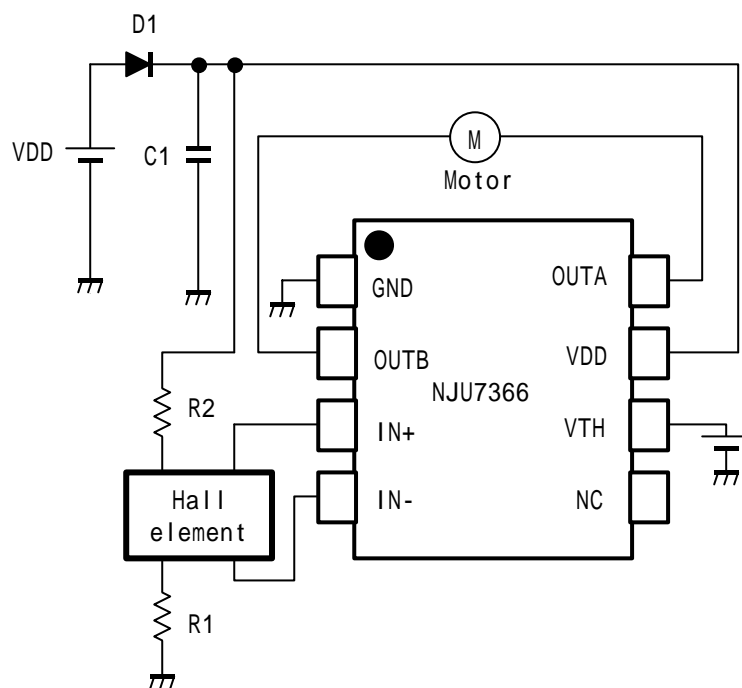 D1
VDD
C1
M
Motor
GND
OUTA
OUTB
VDD
NJU7366
R2
IN+
VTH
Hall
element
IN-
NC
R1